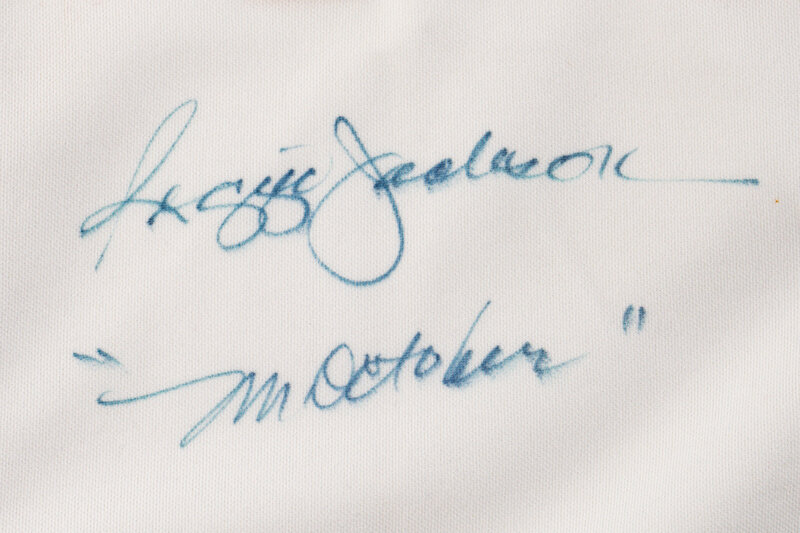 Reggie Jackson
"Mr October"